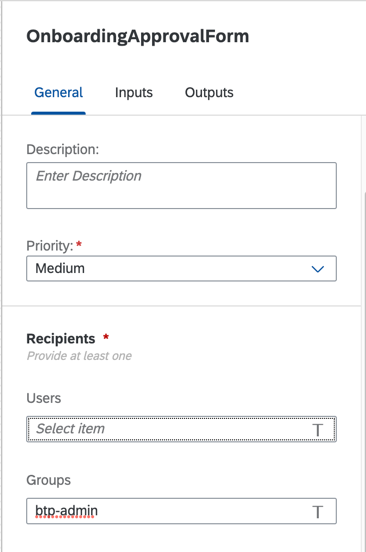 OnboardingApprovalForm
General Inputs Outputs
Description:
Enter Description
Priority: *
Medium
Recipients *
Provide at least one
Users
Select item T
Groups
btp-admin T